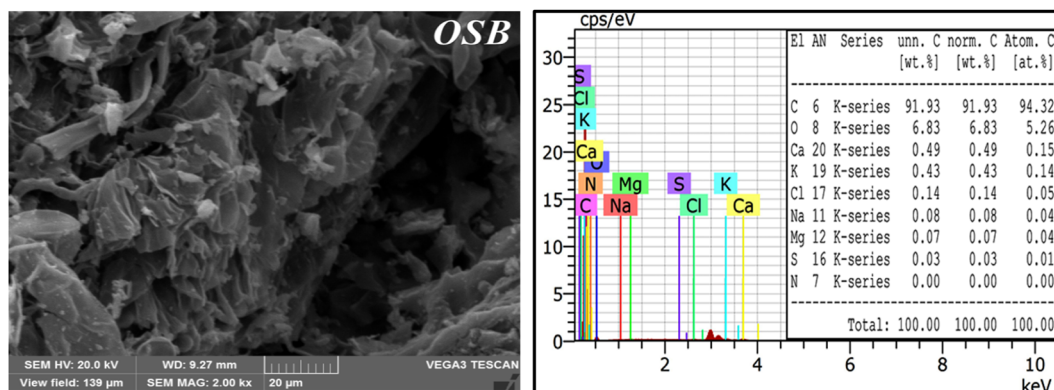 OSB
SEM HV: 20.0 kV
WD: 9.27 mm
VEGA3 TESCAN
View field: 139 µm
SEM MAG: 2.00 kx
20 µm
cps/eV
30
25
20
15
10
5
0
S
Cl
K
Ca
O
N
Mg
S
K
C
Na
Cl
Ca
1
2
3
4
5
6
7
8
9
10
keV
El AN Series unn. C norm. C Atom. C
[wt.%] [wt.%] [at.%]
C 6 K-series 91.93 91.93 94.32
O 8 K-series 6.83 6.83 5.26
Ca 20 K-series 0.49 0.49 0.15
K 19 K-series 0.43 0.43 0.14
Cl 17 K-series 0.14 0.14 0.05
Na 11 K-series 0.08 0.08 0.04
Mg 12 K-series 0.07 0.07 0.04
S 16 K-series 0.03 0.03 0.01
N 7 K-series 0.00 0.00 0.00
Total: 100.00 100.00 100.00